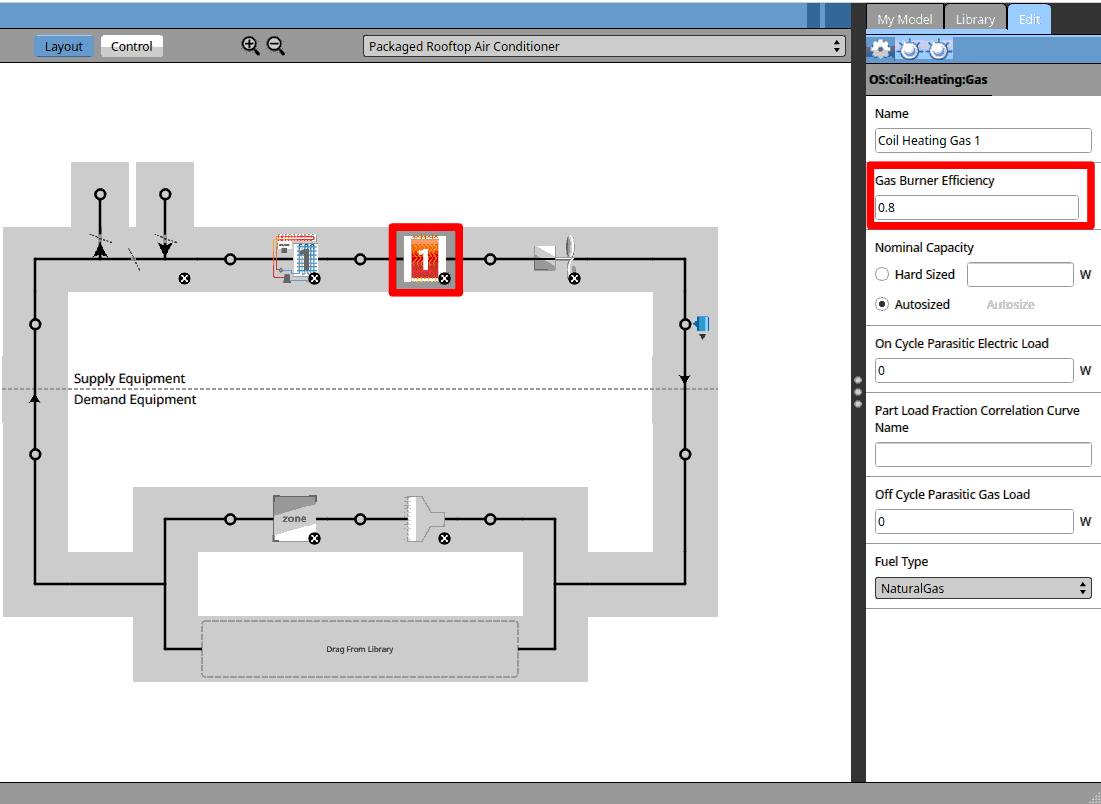 My Model
Library
Edit
Layout
Control
Packaged Rooftop Air Conditioner
OS:Coil:Heating:Gas
Name
Coil Heating Gas 1
Gas Burner Efficiency
0.8
Nominal Capacity
Hard Sized
W
Autosized
Autosize
On Cycle Parasitic Electric Load
0
W
Part Load Fraction Correlation Curve
Name
Off Cycle Parasitic Gas Load
0
W
Fuel Type
NaturalGas
1
1
Supply Equipment
Demand Equipment
zone
Drag From Library